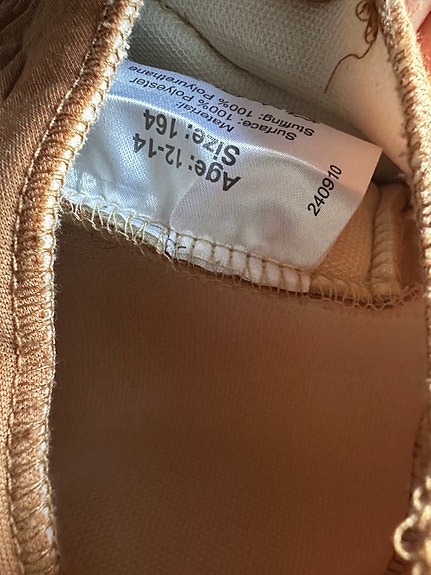 Age: 12-14
Size: 164
Material:
Surface: 100% Polyester
Stuffing: 100% Polyurethane
240910